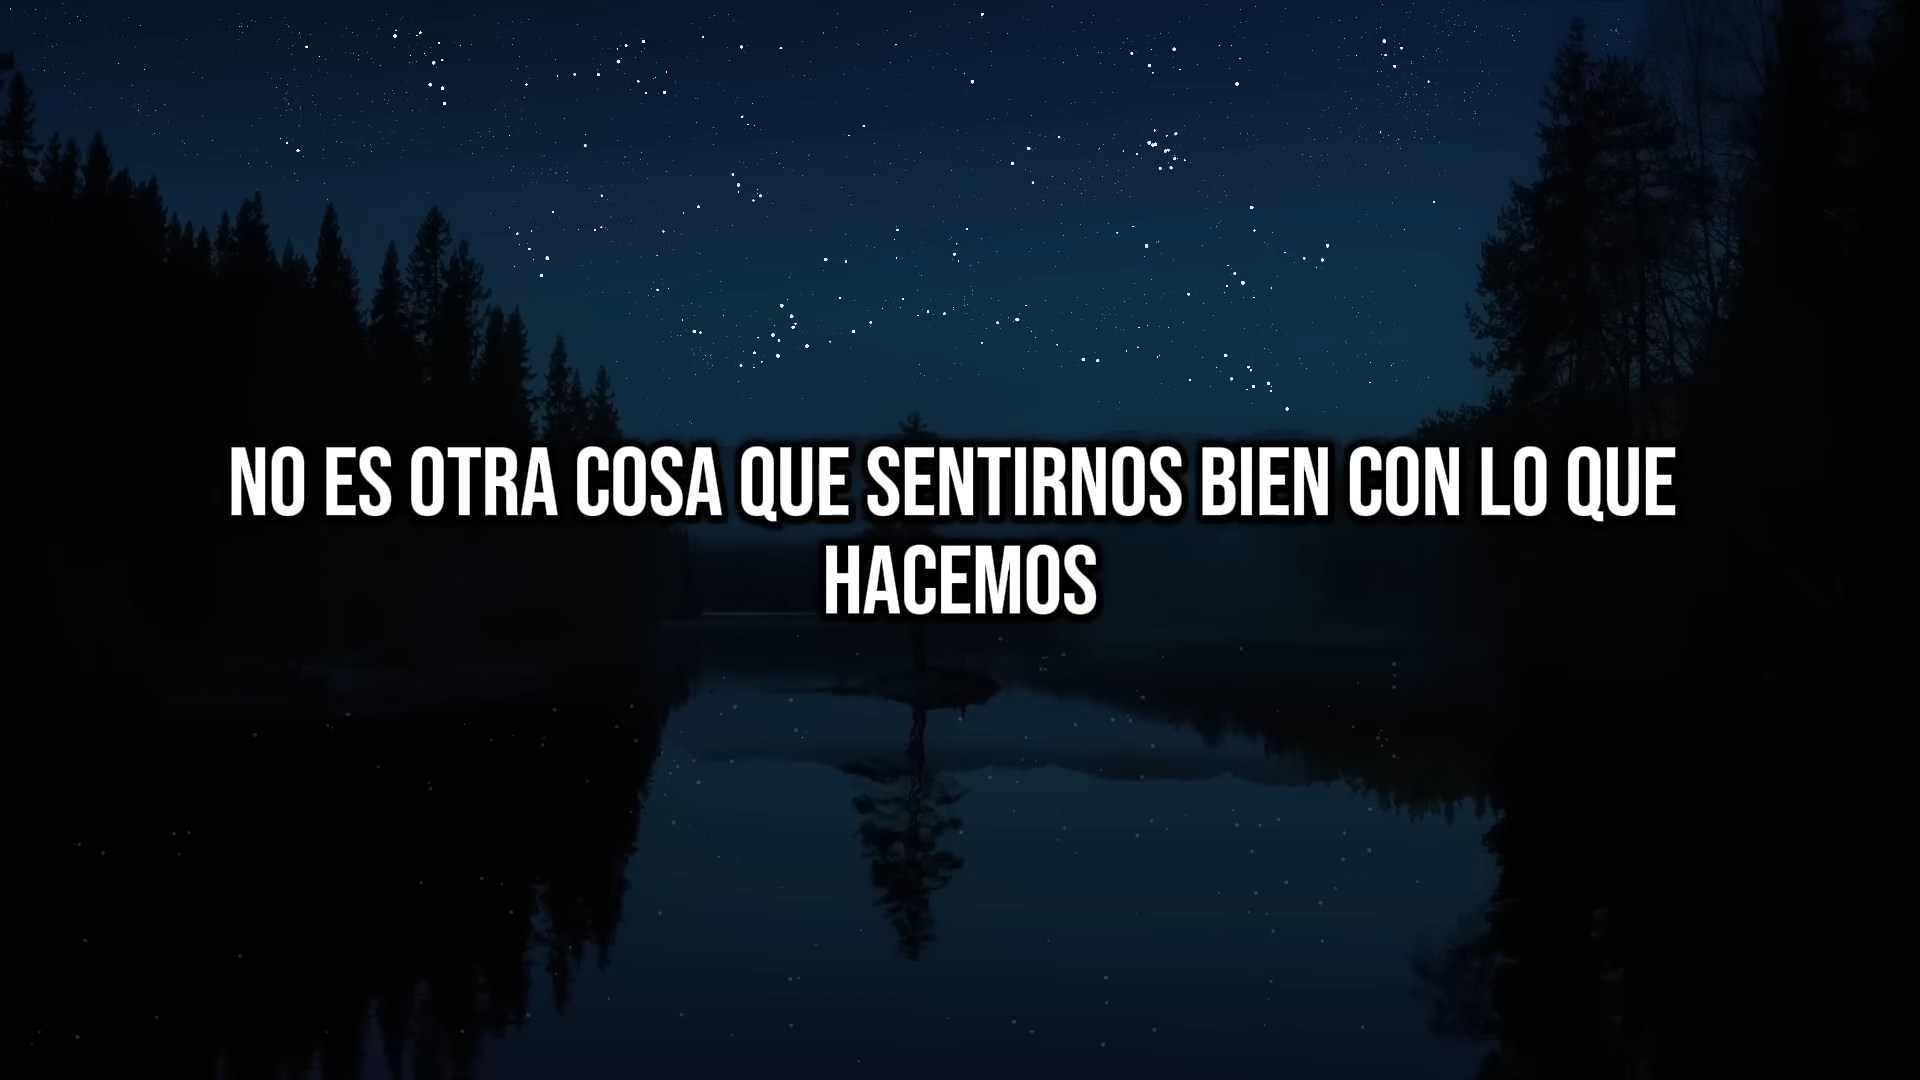 NO ES OTRA COSA QUE SENTIRNOS BIEN CON LO QUE
HACEMOS